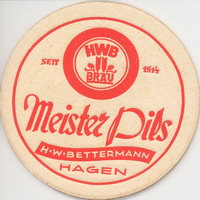 HWB
BRÄU
SEIT 1814
Meister Pils
H·W·BETTERMANN
HAGEN